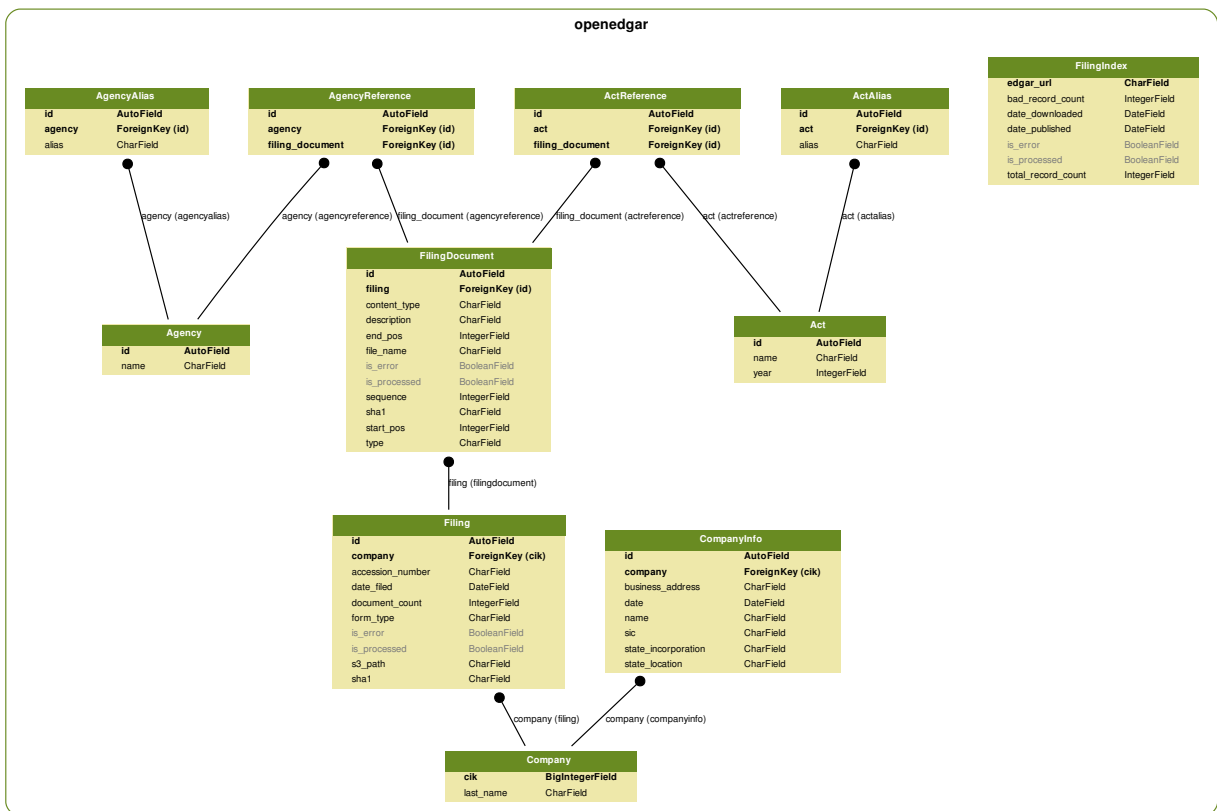 openedgar
AgencyAlias
id AutoField
agency ForeignKey (id)
alias CharField
AgencyReference
id AutoField
agency ForeignKey (id)
filing_document ForeignKey (id)
ActReference
id AutoField
act ForeignKey (id)
filing_document ForeignKey (id)
ActAlias
id AutoField
act ForeignKey (id)
alias CharField
FilingIndex
edgar_url CharField
bad_record_count IntegerField
date_downloaded DateField
date_published DateField
is_error BooleanField
is_processed BooleanField
total_record_count IntegerField
agency (agencyalias)
agency (agencyreference)
filing_document (agencyreference)
filing_document (actreference)
act (actreference)
act (actalias)
FilingDocument
id AutoField
filing ForeignKey (id)
content_type CharField
description CharField
end_pos IntegerField
file_name CharField
is_error BooleanField
is_processed BooleanField
sequence IntegerField
sha1 CharField
start_pos IntegerField
type CharField
Agency
id AutoField
name CharField
Act
id AutoField
name CharField
year IntegerField
filing (filingdocument)
Filing
id AutoField
company ForeignKey (cik)
accession_number CharField
date_filed DateField
document_count IntegerField
form_type CharField
is_error BooleanField
is_processed BooleanField
s3_path CharField
sha1 CharField
CompanyInfo
id AutoField
company ForeignKey (cik)
business_address CharField
date DateField
name CharField
sic CharField
state_incorporation CharField
state_location CharField
company (filing)
company (companyinfo)
Company
cik BigIntegerField
last_name CharField